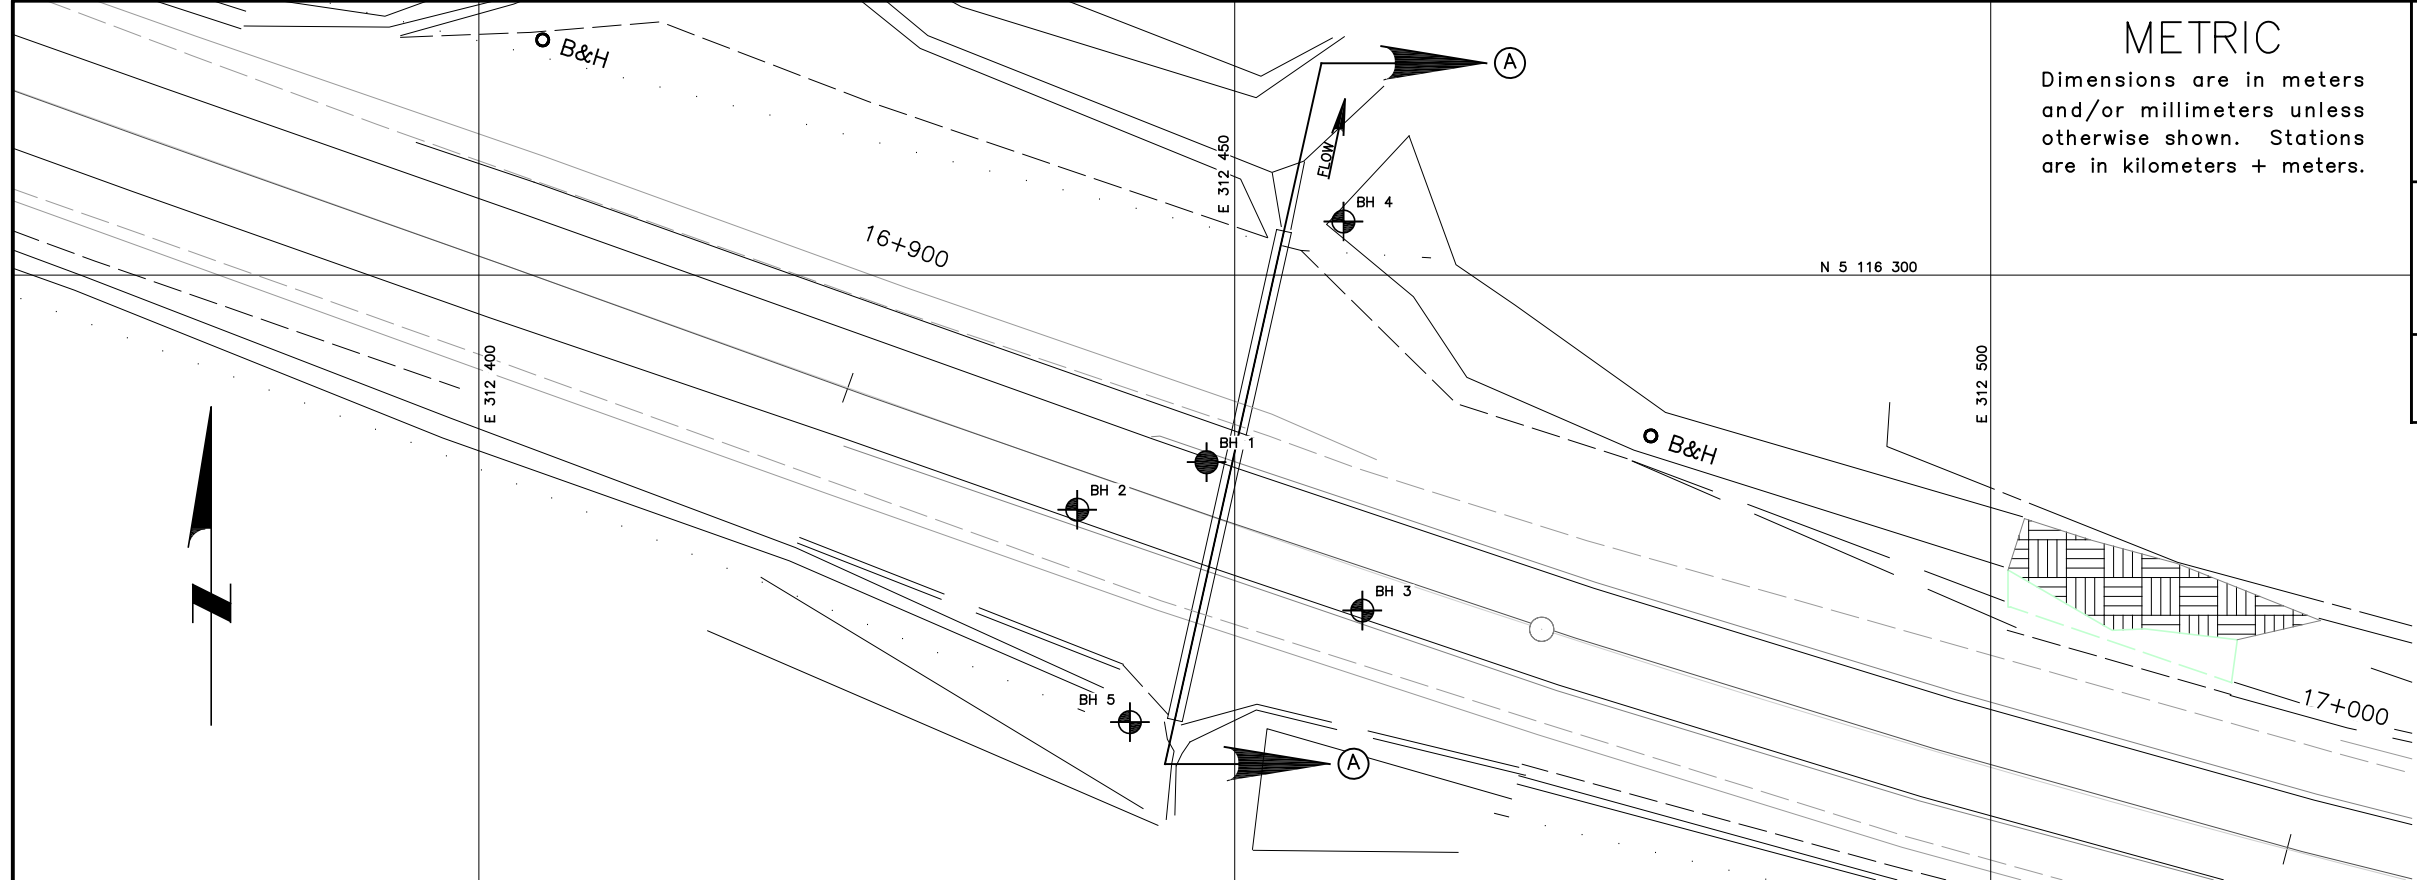 METRIC
Dimensions are in meters
and/or millimeters unless
otherwise shown. Stations
are in kilometers + meters.
B&H
A
E 312 450
FLOW
BH 4
16+900
N 5 116 300
E 312 400
E 312 500
BH 1
B&H
BH 2
BH 3
BH 5
17+000
A
N